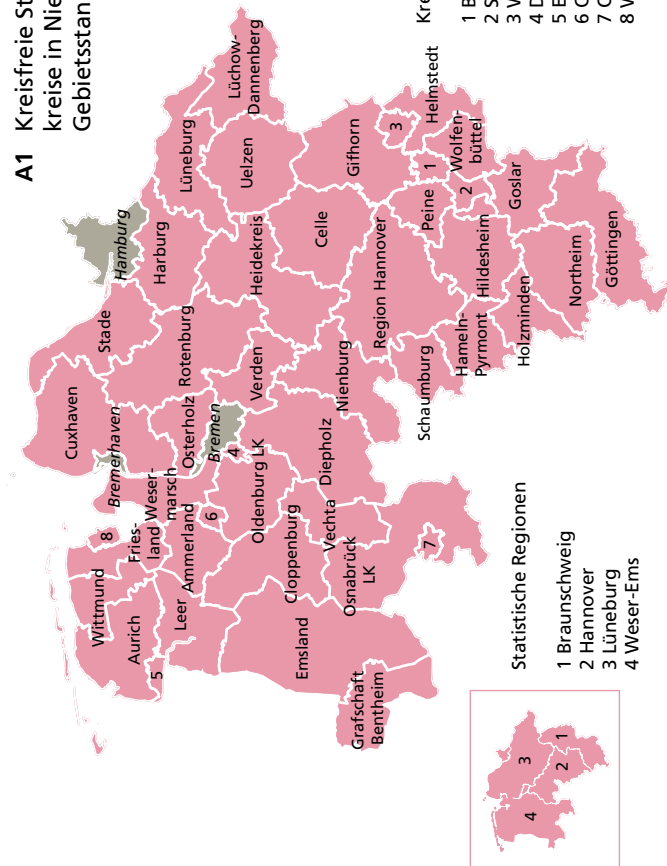 A1 Kreisfreie St
kreise in Nie
Gebietsstan
Hamburg
Lüchow-
Dannenberg
Lüneburg
Uelzen
Harburg
Stade
Cuxhaven
Bremerhaven
Osterholz
Rotenburg
Heidekreis
Celle
Gifhorn
3
Helmstedt
1
Wolfen-
büttel
2
Peine
Region Hannover
Verden
Bremen
4
Nienburg
Diepholz
Oldenburg LK
Weser-
marsch
8
Fries-
land
Wittmund
Aurich
5
Leer
Ammerland
6
Cloppenburg
Vechta
Emsland
Osnabrück
LK
7
Grafschaft
Bentheim
Schaumburg
Hameln-
Pyrmont
Hildesheim
Holzminden
Goslar
Northeim
Göttingen
Kre
1 B
2 S
3 W
4 D
5 E
6 O
7 O
8 W
Statistische Regionen
1 Braunschweig
2 Hannover
3 Lüneburg
4 Weser-Ems
3
1
2
4